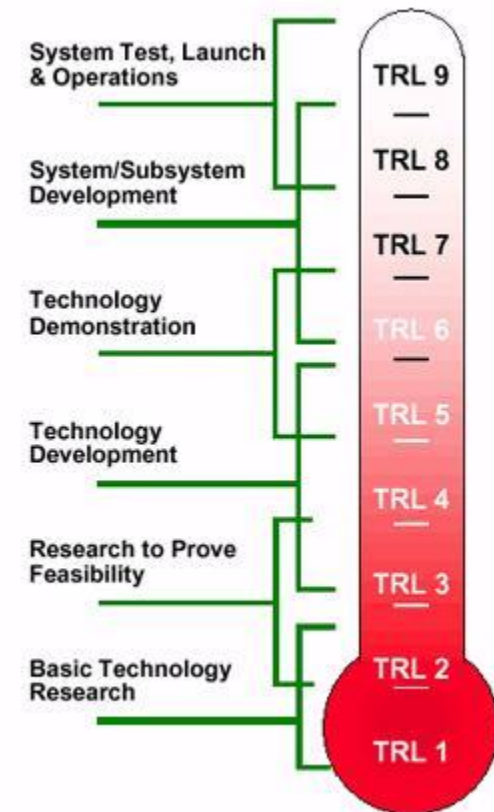 System Test, Launch
& Operations
System/Subsystem
Development
Technology
Demonstration
Technology
Development
Research to Prove
Feasibility
Basic Technology
Research
TRL 9
TRL 8
TRL 7
TRL 6
TRL 5
TRL 4
TRL 3
TRL 2
TRL 1